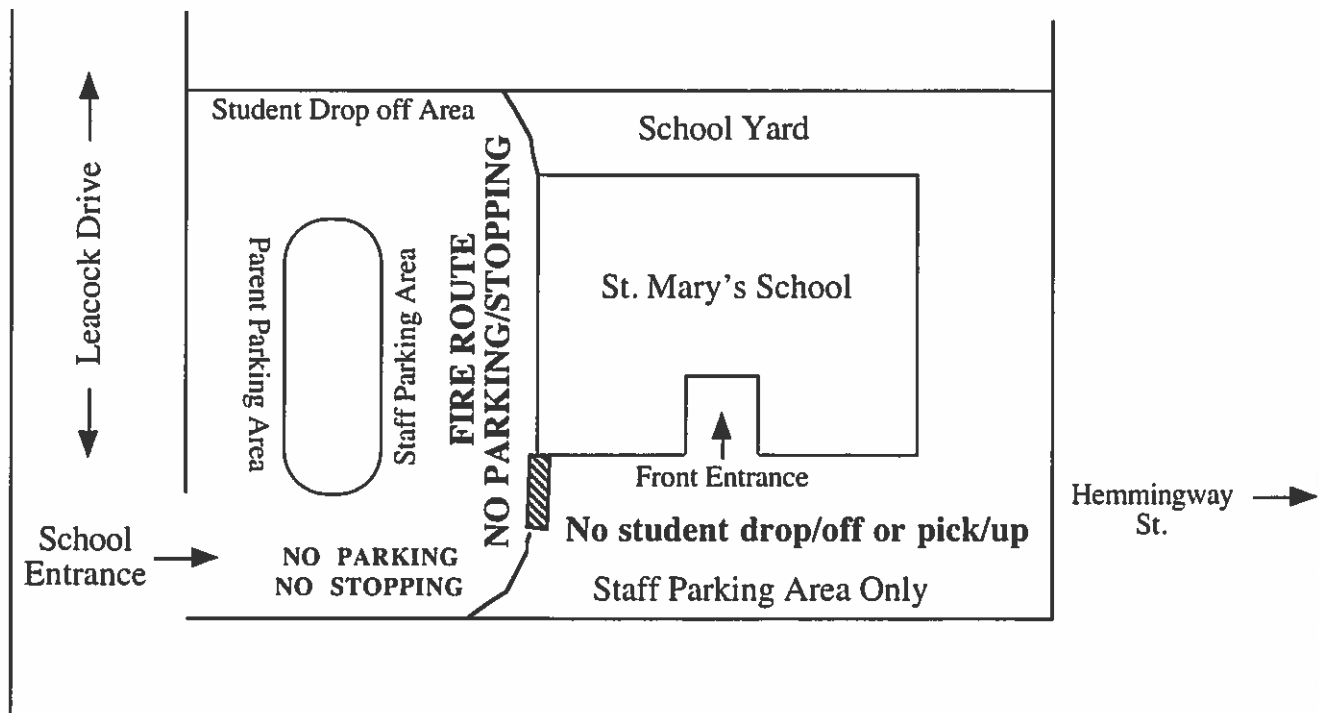 Student Drop off Area
School Yard
Leacock Drive
Parent Parking Area
Staff Parking Area
FIRE ROUTE
NO PARKING/STOPPING
St. Mary's School
Front Entrance
Hemmingway
St.
No student drop/off or pick/up
School
Entrance
NO PARKING
NO STOPPING
Staff Parking Area Only